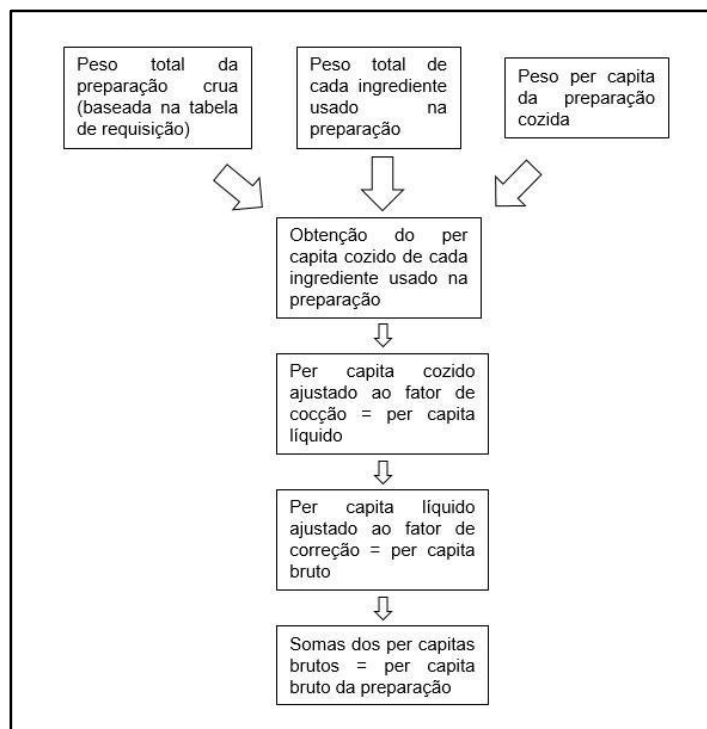 Peso total da
preparação crua
(baseada na tabela
de requisição)
Peso total de
cada ingrediente
usado na
preparação
Peso per capita
da preparação
cozida
Obtenção do per
capita cozido de cada
ingrediente usado na
preparação
Per capita cozido
ajustado ao fator de
cocção = per capita
líquido
Per capita líquido
ajustado ao fator de
correção = per capita
bruto
Somas dos per capitas
brutos = per capita
bruto da preparação